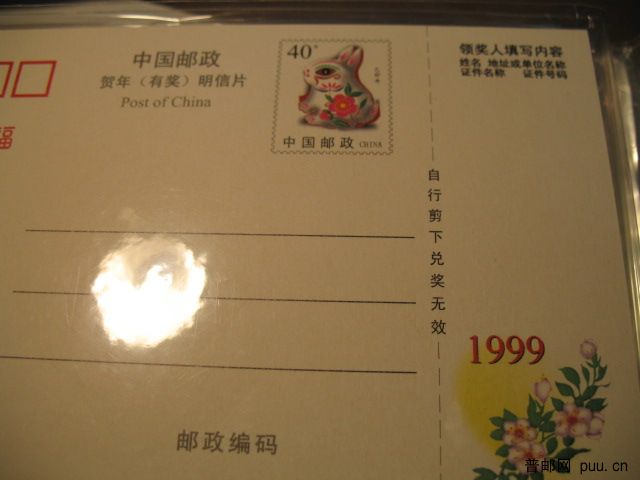 福
中国邮政
贺年（有奖）明信片
Post of China
40分
中国邮政 CHINA
领奖人填写内容
姓名 地址或单位名称
证件名称 证件号码
自行剪下兑奖无效
1999
邮政编码
普邮网 puu.cn